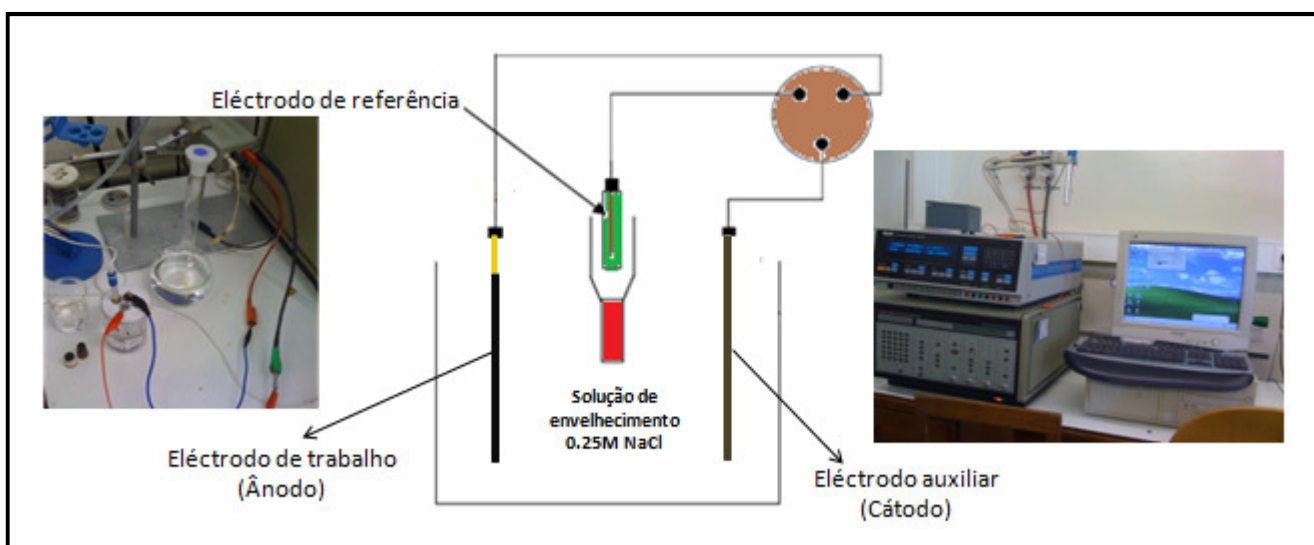 Eléctrodo de referência
Solução de
envelhecimento
0.25M NaCl
Eléctrodo de trabalho
(Ânodo)
Eléctrodo auxiliar
(Cátodo)